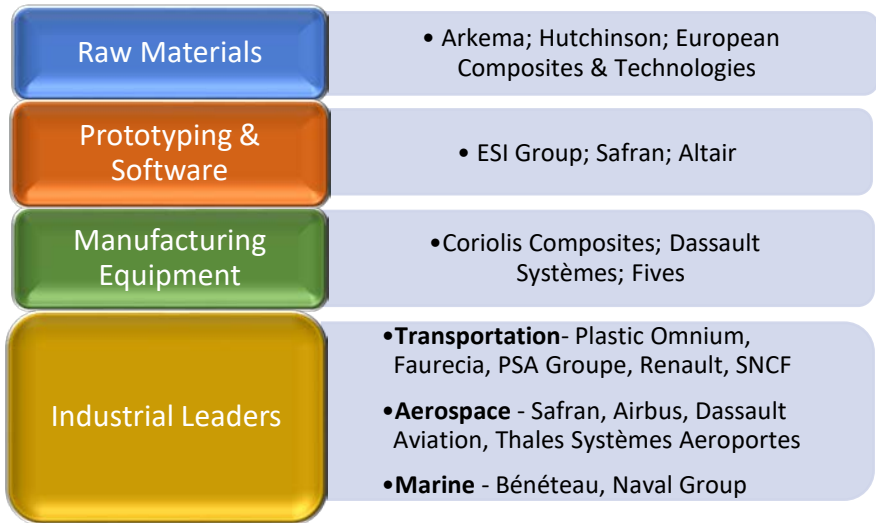 Raw Materials
• Arkema; Hutchinson; European
Composites & Technologies
Prototyping &
Software
• ESI Group; Safran; Altair
Manufacturing
Equipment
•Coriolis Composites; Dassault
Systèmes; Fives
Industrial Leaders
•Transportation- Plastic Omnium,
Faurecia, PSA Groupe, Renault, SNCF
•Aerospace - Safran, Airbus, Dassault
Aviation, Thales Systèmes Aeroportes
•Marine - Bénéteau, Naval Group